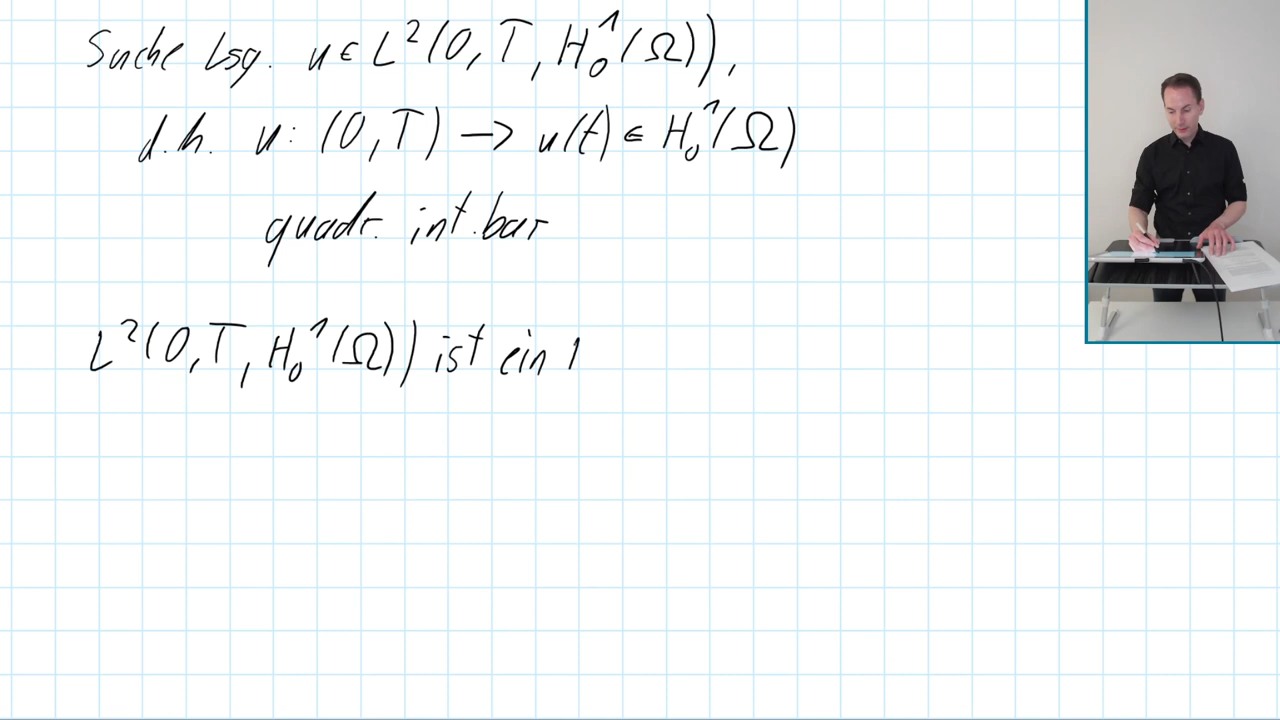 Suche Lsg. u ∈ L²(0,T,H₀¹(Ω)),
d.h. u: (0,T) → u(t) ∈ H₀¹(Ω)
quadr. int.bar
L²(0,T,H₀¹(Ω)) ist ein